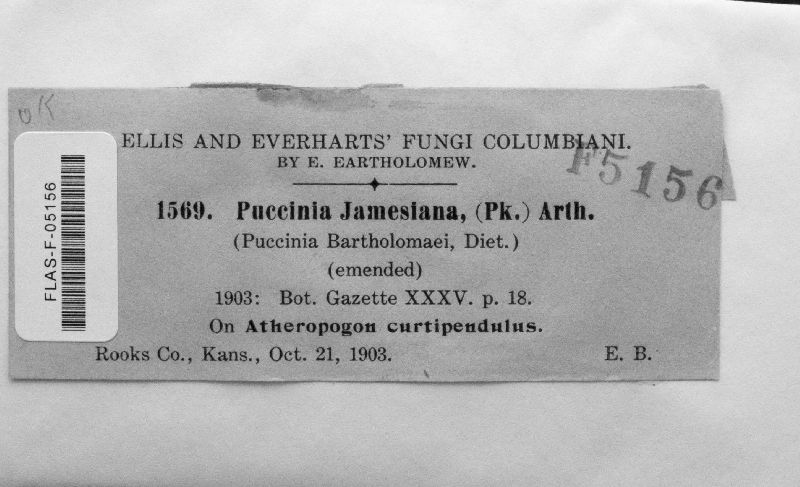 OK
ELLIS AND EVERHARTS' FUNGI COLUMBIANI.
BY E. EARTHOLOMEW.
F5156
1569. Puccinia Jamesiana, (Pk.) Arth.
(Puccinia Bartholomaei, Diet.)
(emended)
1903: Bot. Gazette XXXV. p. 18.
On Atheropogon curtipendulus.
Rooks Co., Kans., Oct. 21, 1903. E. B.
FLAS-F-05156